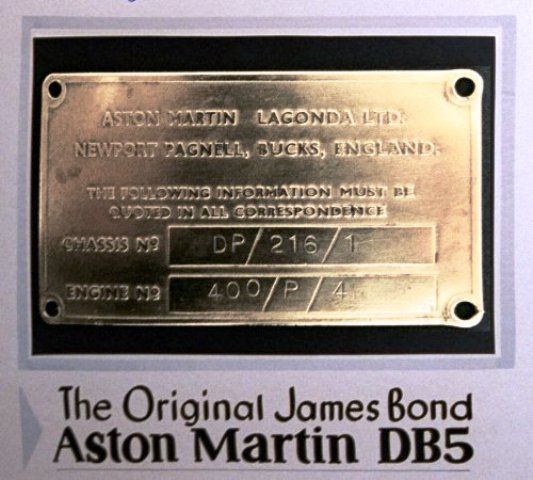 ASTON MARTIN LAGONDA LTD.
NEWPORT PAGNELL, BUCKS, ENGLAND.
THE FOLLOWING INFORMATION MUST BE
QUOTED IN ALL CORRESPONDENCE
CHASSIS Nº DP/216/1
ENGINE Nº 400/P/4
The Original James Bond
Aston Martin DB5